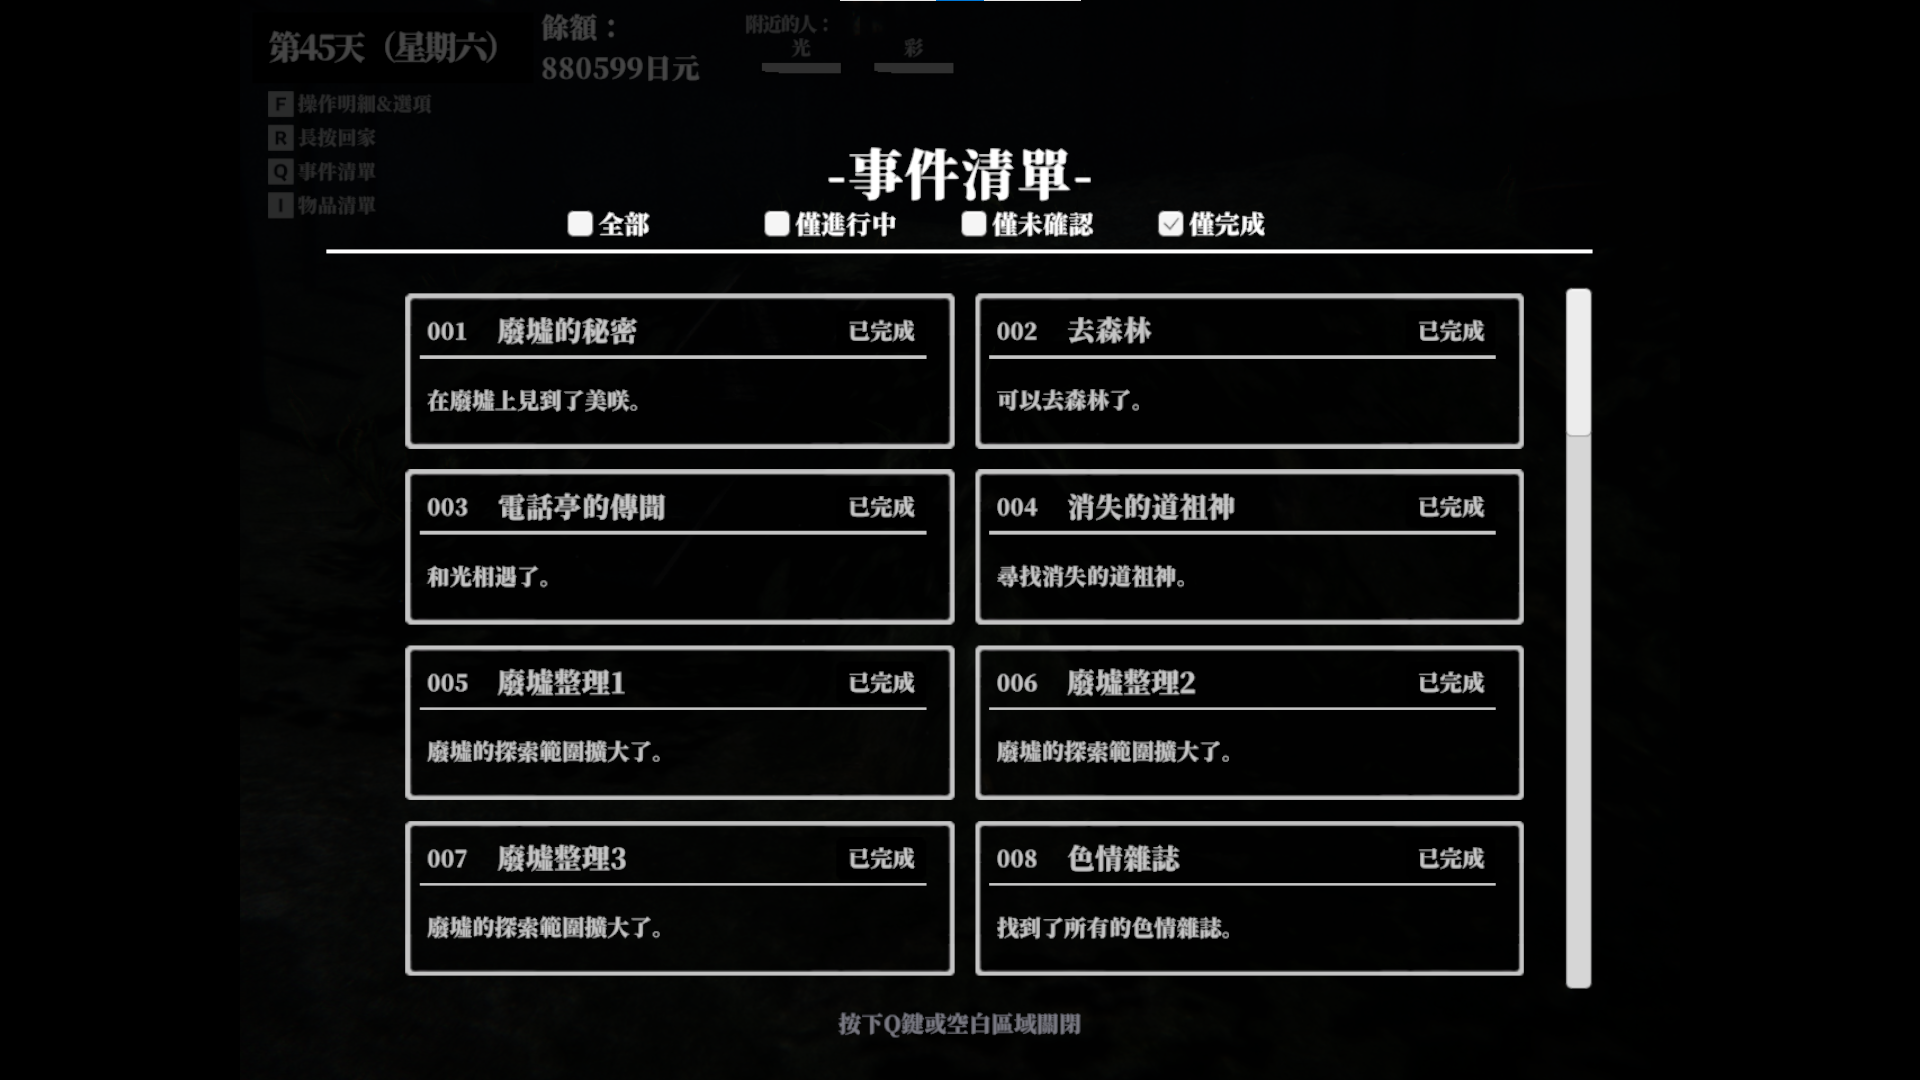 第45天（星期六）
餘額：
880599日元
附近的人：
光 彩
F 操作明細&選項
R 長按回家
Q 事件清單
I 物品清單
-事件清單-
全部 僅進行中 僅未確認 僅完成
001 廢墟的秘密 已完成
在廢墟上見到了美咲。
002 去森林 已完成
可以去森林了。
003 電話亭的傳聞 已完成
和光相遇了。
004 消失的道祖神 已完成
尋找消失的道祖神。
005 廢墟整理1 已完成
廢墟的探索範圍擴大了。
006 廢墟整理2 已完成
廢墟的探索範圍擴大了。
007 廢墟整理3 已完成
廢墟的探索範圍擴大了。
008 色情雜誌 已完成
找到了所有的色情雜誌。
按下Q鍵或空白區域關閉